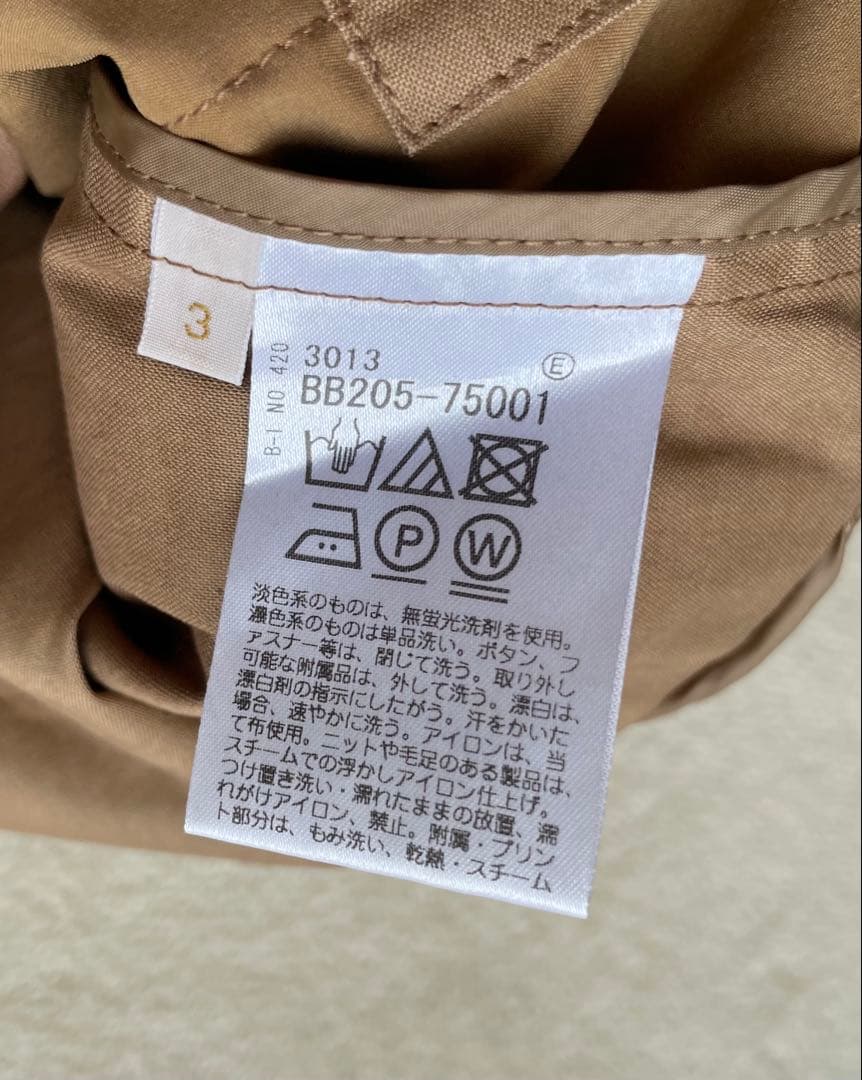 3
B-1 NO 420
3013
E
BB205-75001
P
W
淡色系のものは、無蛍光洗剤を使用。
濃色系のものは単品洗い。ボタン、フ
ァスナー等は、閉じて洗う。取り外し
可能な附属品は、外して洗う。漂白は、
漂白剤の指示にしたがう。汗をかいた
場合、速やかに洗う。アイロンは、当
て布使用。ニットや毛足のある製品は、
スチームでの浮かしアイロン仕上げ。
つけ置き洗い・濡れたままの放置、濡
れがけアイロン、禁止。附属・プリン
ト部分は、もみ洗い、乾熱・スチーム